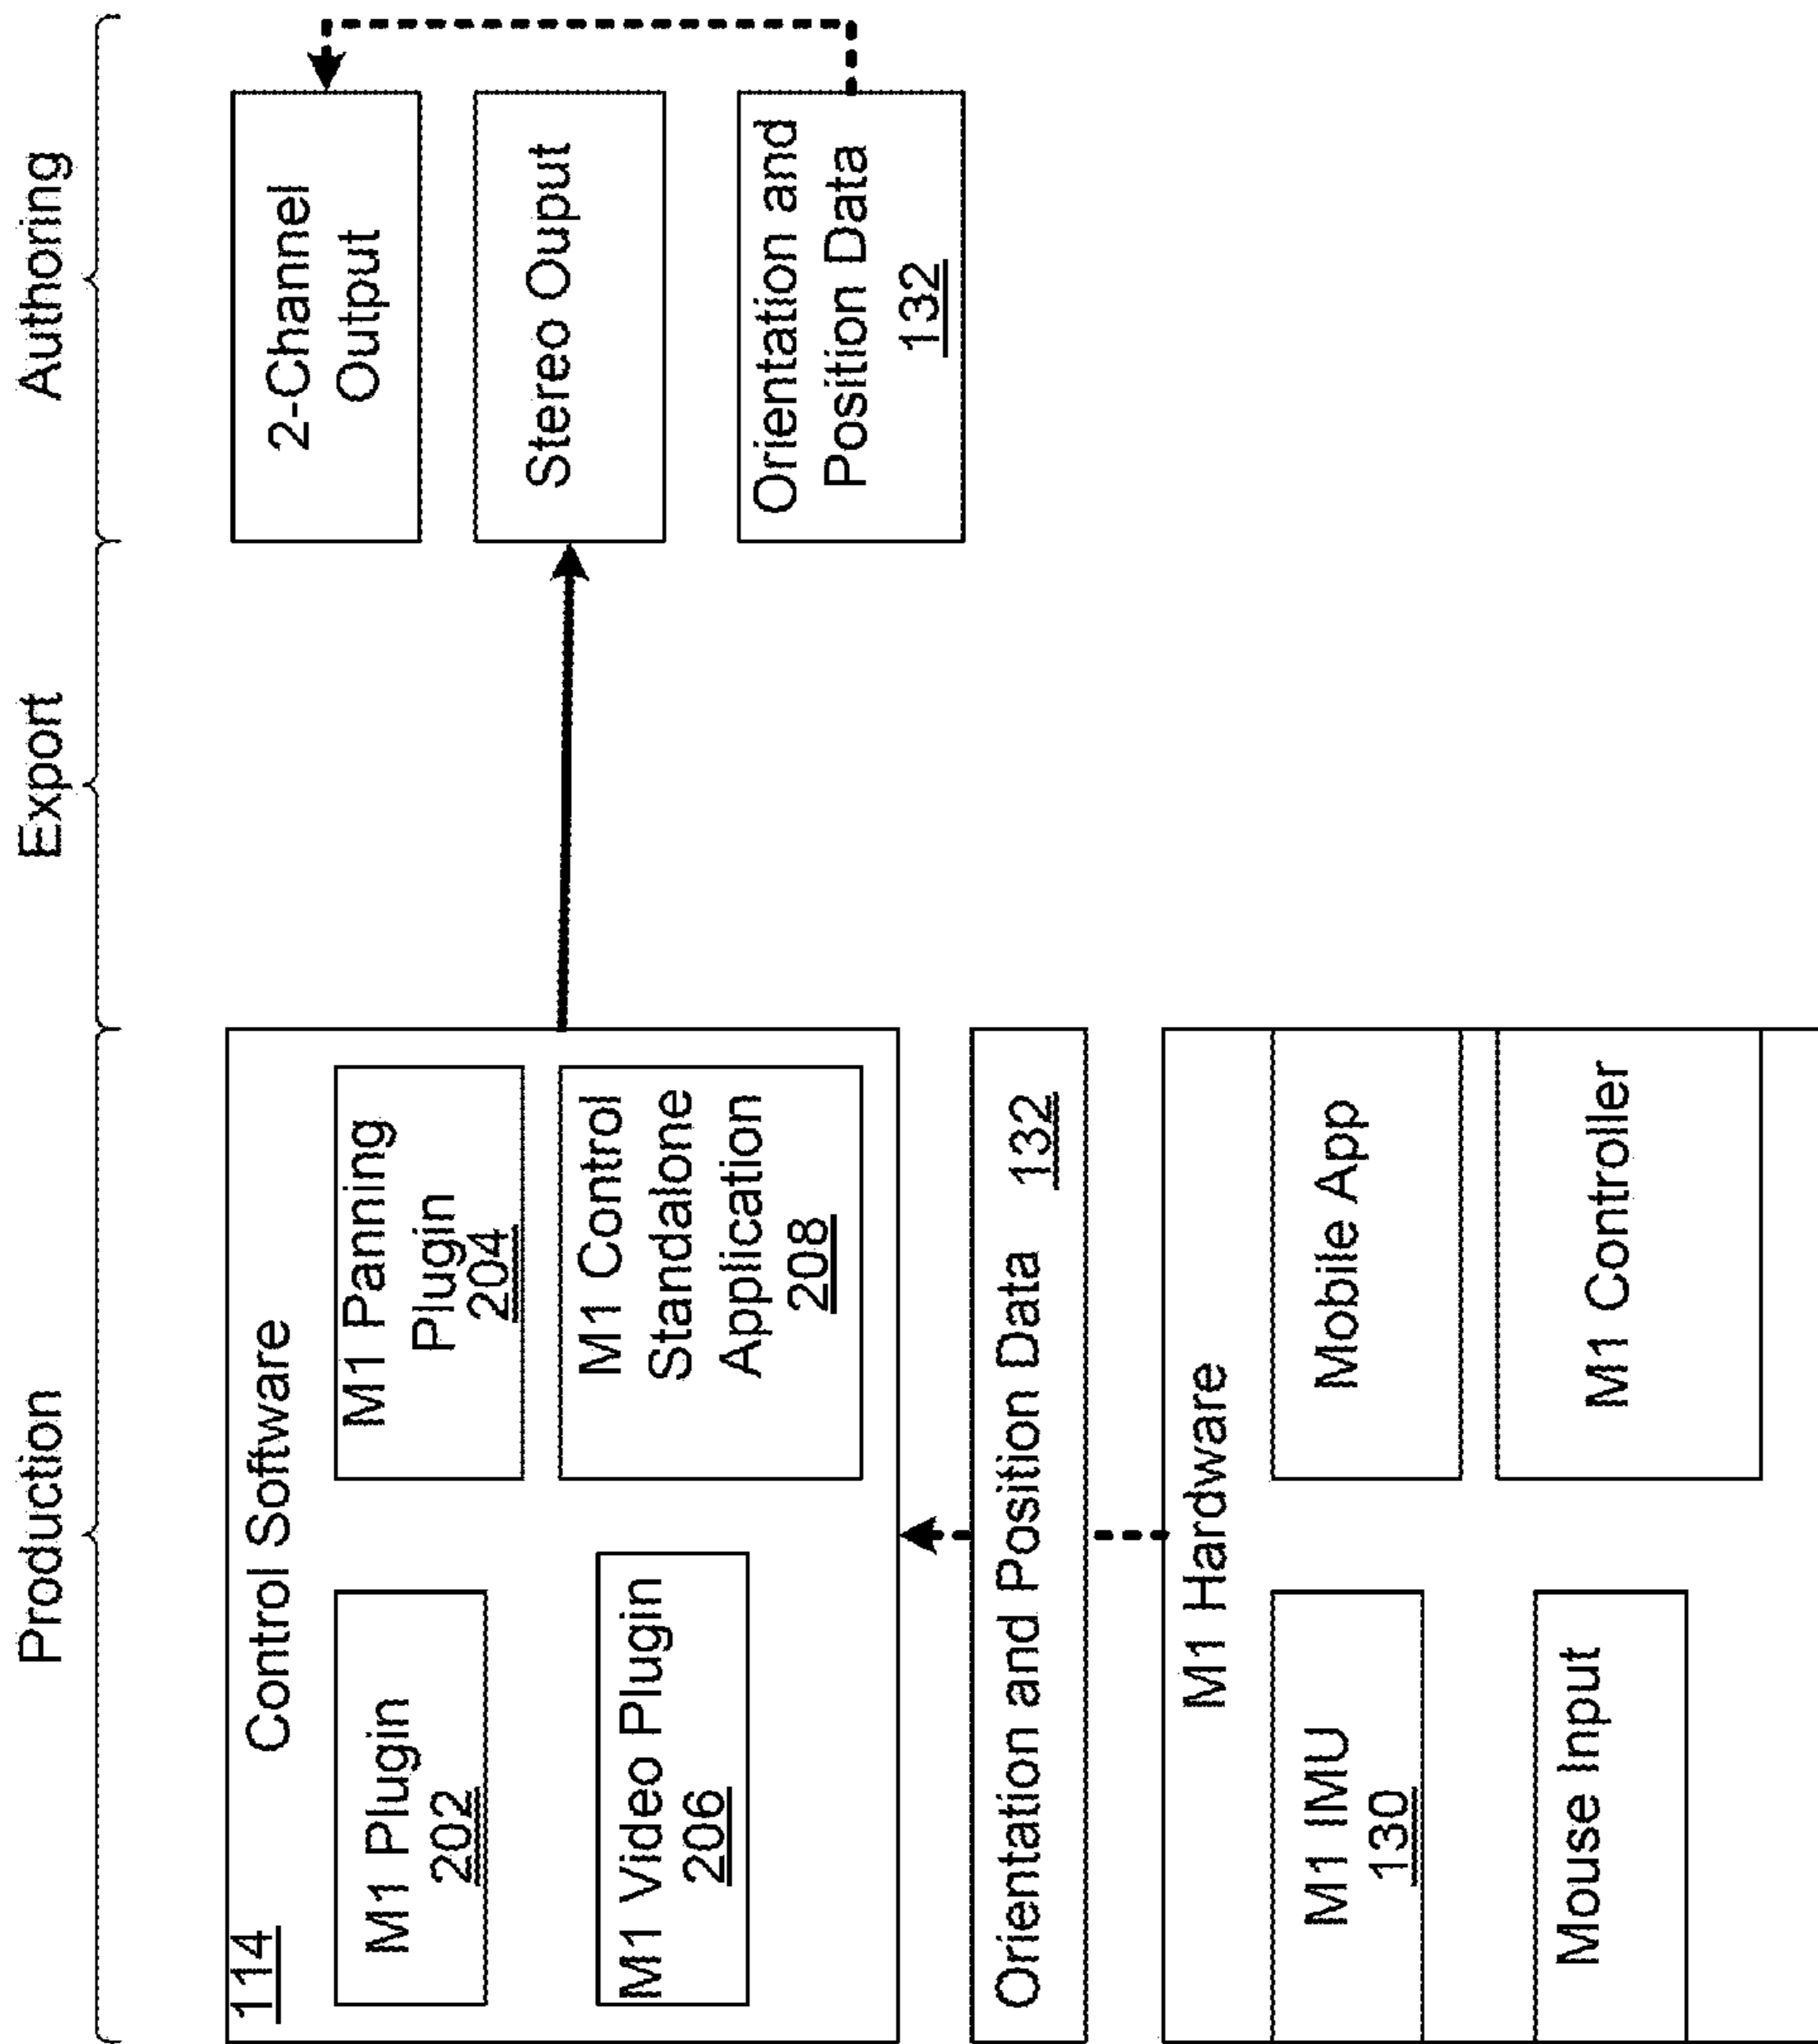 Production
Export
Authoring
114
Control Software
M1 Plugin
202
M1 Panning
Plugin
204
M1 Video Plugin
206
M1 Control
Standalone
Application
208
Orientation and Position Data 132
M1 Hardware
M1 IMU
130
Mobile App
Mouse Input
M1 Controller
2-Channel
Output
Stereo Ouput
Orientation and
Position Data
132